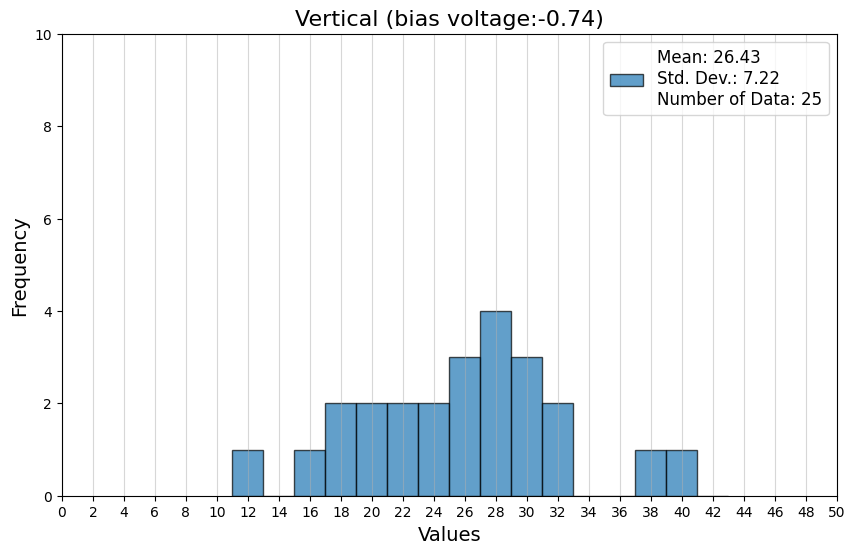 Vertical (bias voltage:-0.74)
Mean: 26.43
Std. Dev.: 7.22
Number of Data: 25
Frequency
10
8
6
4
2
0
0 2 4 6 8 10 12 14 16 18 20 22 24 26 28 30 32 34 36 38 40 42 44 46 48 50
Values